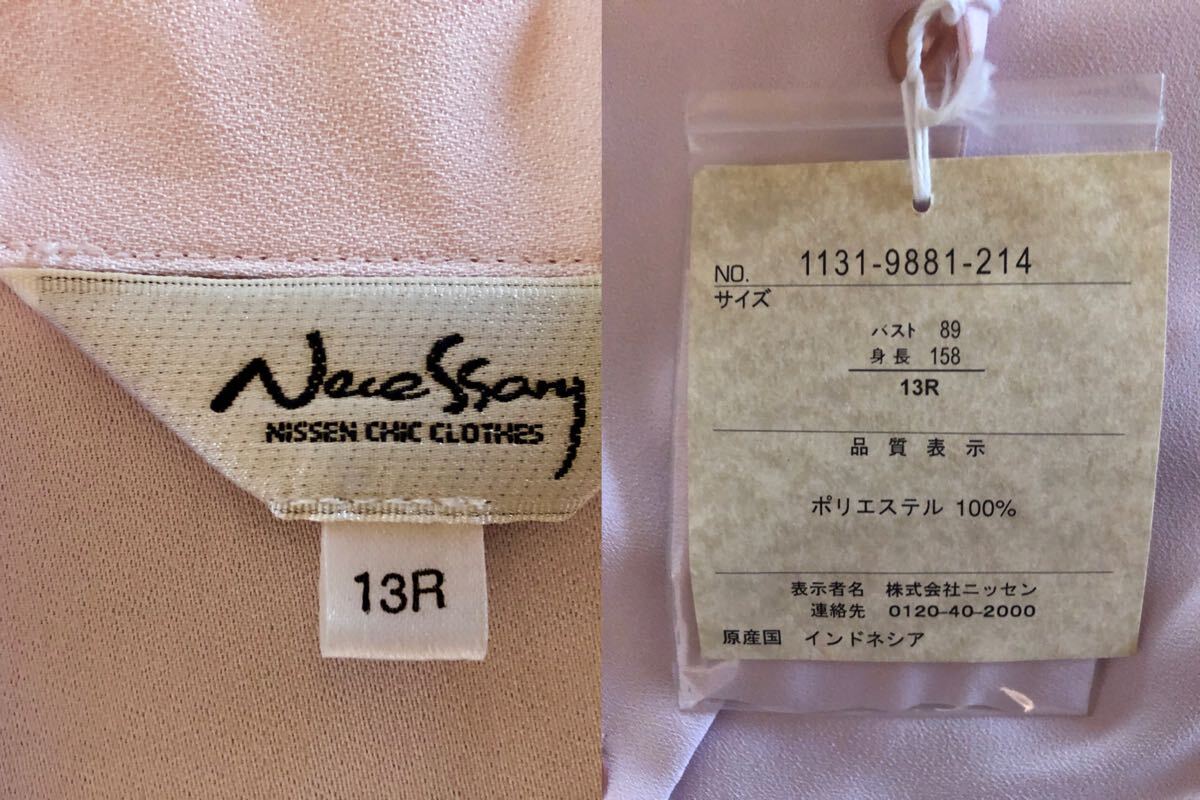 Necessary
NISSEN CHIC CLOTHES
13R
NO. 1131-9881-214
サイズ
バスト 89
身長 158
13R
品質表示
ポリエステル 100%
表示者名 株式会社ニッセン
連絡先 0120-40-2000
原産国 インドネシア